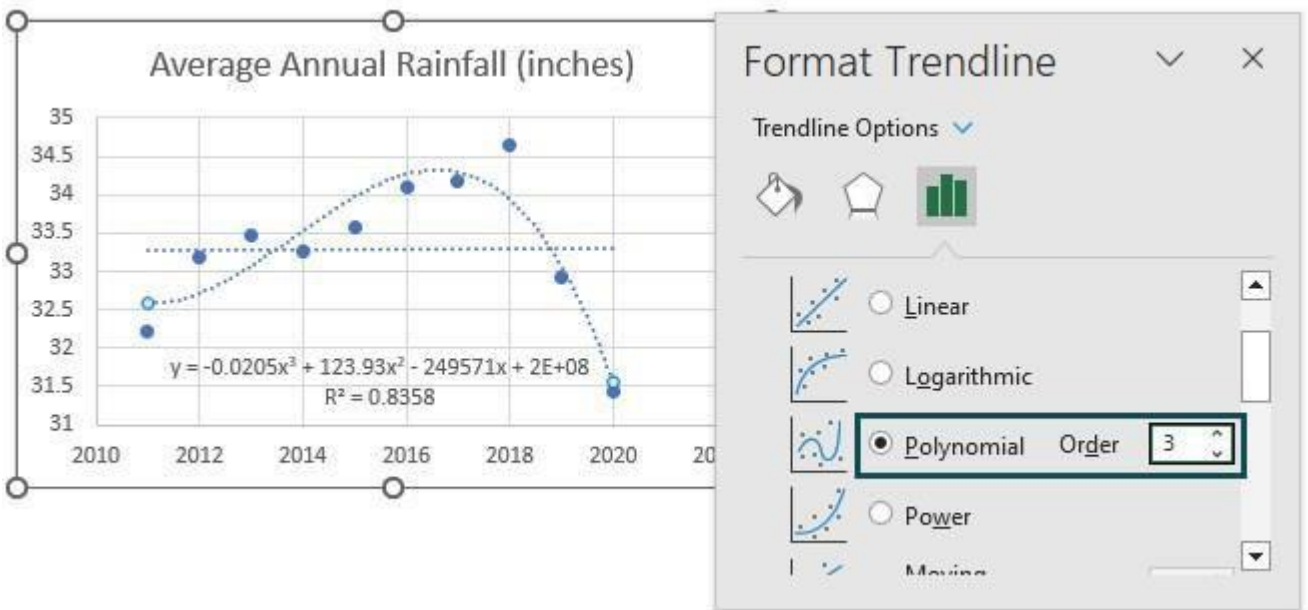 Average Annual Rainfall (inches)
35
34.5
34
33.5
33
32.5
32
31.5
31
y = -0.0205x³ + 123.93x² - 249571x + 2E+08
R² = 0.8358
2010 2012 2014 2016 2018 2020 20
Format Trendline
Trendline Options
Linear
Logarithmic
Polynomial Order 3
Power